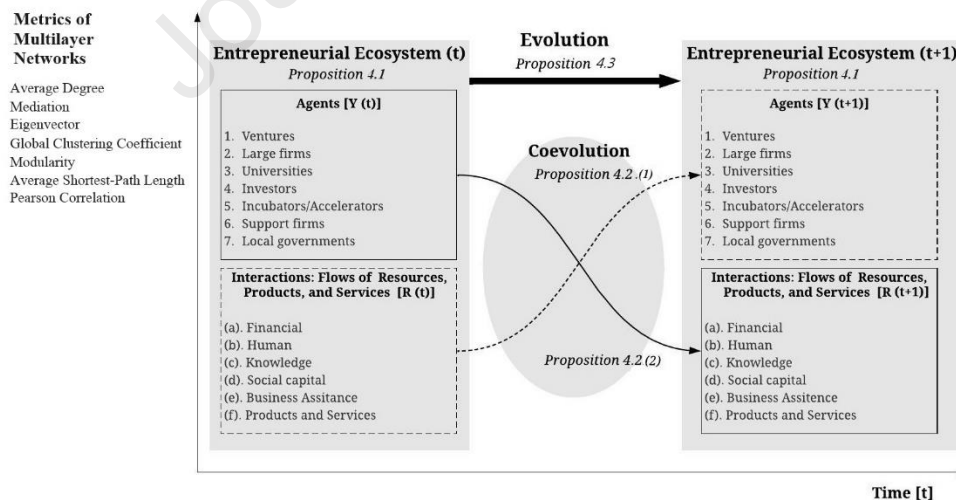 Metrics of
Multilayer
Networks
Average Degree
Mediation
Eigenvector
Global Clustering Coefficient
Modularity
Average Shortest-Path Length
Pearson Correlation
Entrepreneurial Ecosystem (t)
Proposition 4.1
Agents [Y (t)]
1. Ventures
2. Large firms
3. Universities
4. Investors
5. Incubators/Accelerators
6. Support firms
7. Local governments
Interactions: Flows of Resources,
Products, and Services [R (t)]
(a). Financial
(b). Human
(c). Knowledge
(d). Social capital
(e). Business Assitance
(f). Products and Services
Evolution
Proposition 4.3
Coevolution
Proposition 4.2 (1)
Proposition 4.2 (2)
Entrepreneurial Ecosystem (t+1)
Proposition 4.1
Agents [Y (t+1)]
1. Ventures
2. Large firms
3. Universities
4. Investors
5. Incubators/Accelerators
6. Support firms
7. Local governments
Interactions: Flows of Resources,
Products, and Services [R (t+1)]
(a). Financial
(b). Human
(c). Knowledge
(d). Social capital
(e). Business Assitence
(f). Products and Services
Time [t]